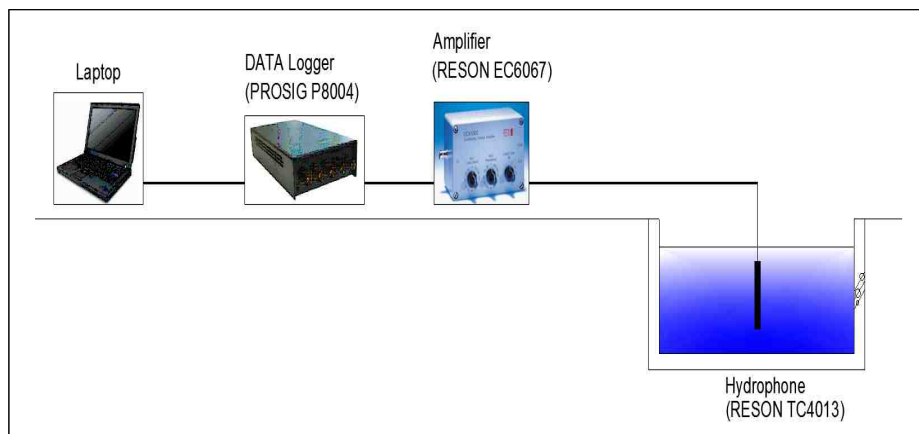 Laptop
DATA Logger
(PROSIG P8004)
Amplifier
(RESON EC6067)
Hydrophone
(RESON TC4013)